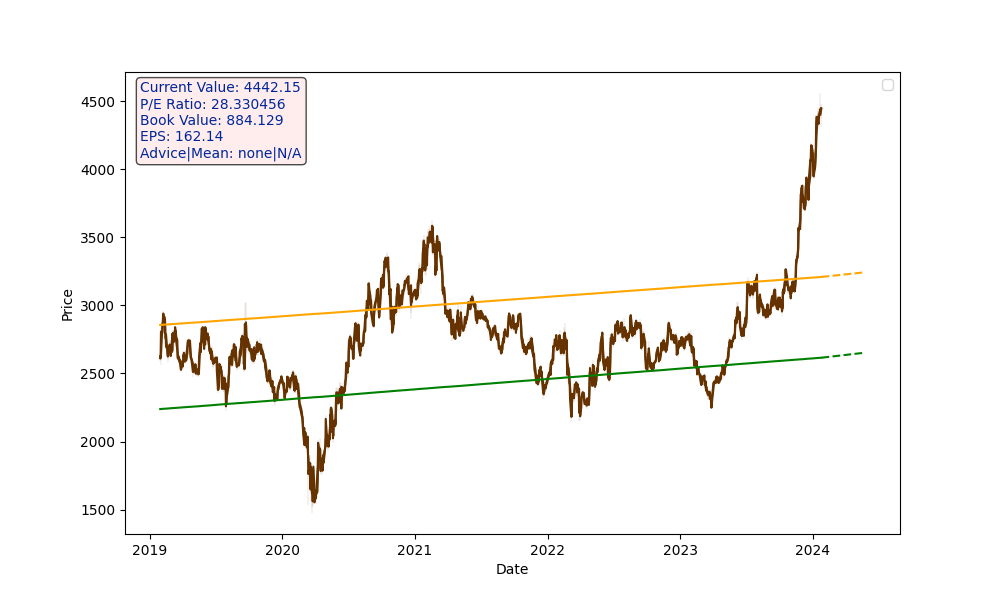 Current Value: 4442.15
P/E Ratio: 28.330456
Book Value: 884.129
EPS: 162.14
Advice|Mean: none|N/A
4500
4000
3500
3000
2500
2000
1500
Price
2019 2020 2021 2022 2023 2024
Date